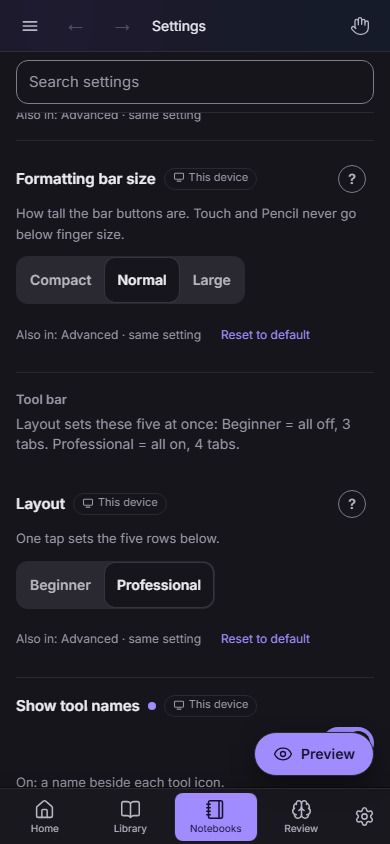 Settings
Search settings
Also in: Advanced · same setting
Formatting bar size This device ?
How tall the bar buttons are. Touch and Pencil never go
below finger size.
Compact Normal Large
Also in: Advanced · same setting Reset to default
Tool bar
Layout sets these five at once: Beginner = all off, 3
tabs. Professional = all on, 4 tabs.
Layout This device ?
One tap sets the five rows below.
Beginner Professional
Also in: Advanced · same setting Reset to default
Show tool names This device
Preview
On: a name beside each tool icon.
Home Library Notebooks Review